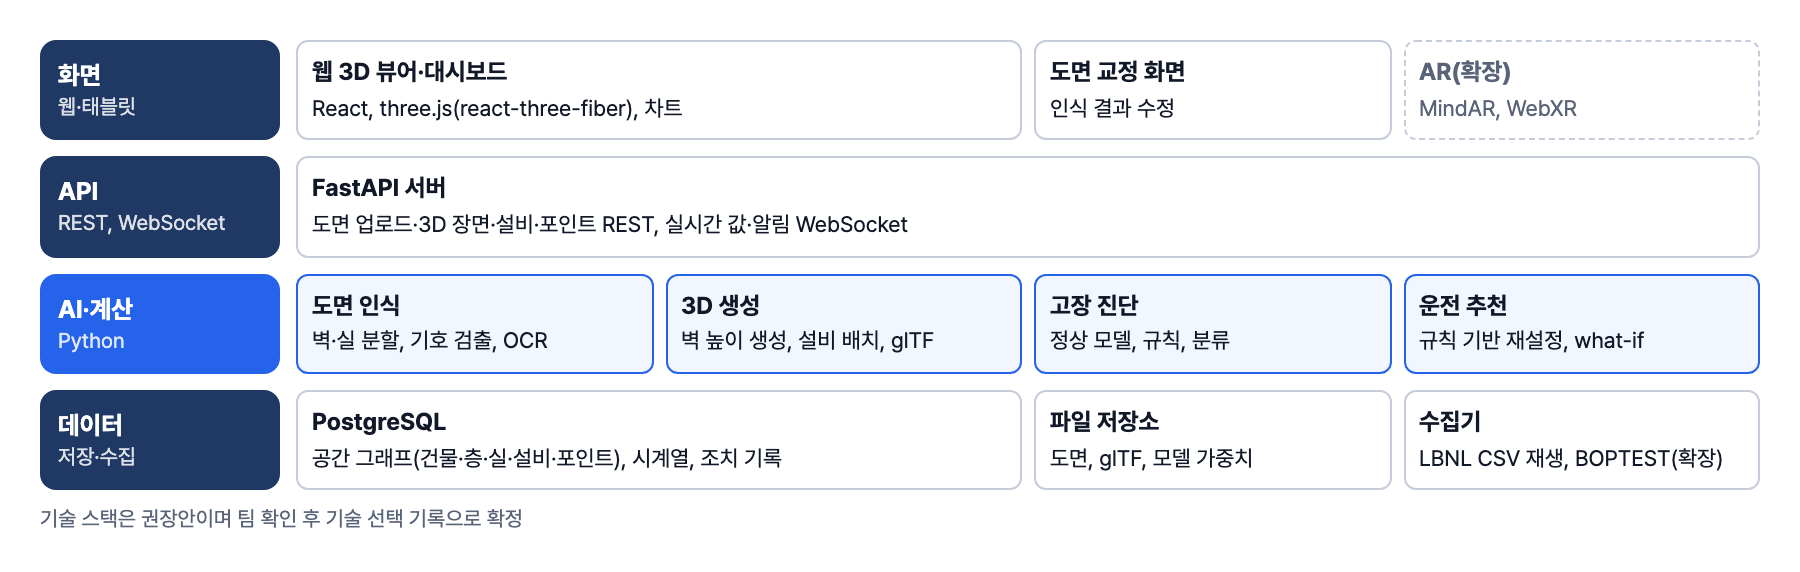 화면
웹·태블릿
웹 3D 뷰어·대시보드
React, three.js(react-three-fiber), 차트
도면 교정 화면
인식 결과 수정
AR(확장)
MindAR, WebXR
API
REST, WebSocket
FastAPI 서버
도면 업로드·3D 장면·설비·포인트 REST, 실시간 값·알림 WebSocket
AI·계산
Python
도면 인식
벽·실 분할, 기호 검출, OCR
3D 생성
벽 높이 생성, 설비 배치, glTF
고장 진단
정상 모델, 규칙, 분류
운전 추천
규칙 기반 재설정, what-if
데이터
저장·수집
PostgreSQL
공간 그래프(건물·층·실·설비·포인트), 시계열, 조치 기록
파일 저장소
도면, glTF, 모델 가중치
수집기
LBNL CSV 재생, BOPTEST(확장)
기술 스택은 권장안이며 팀 확인 후 기술 선택 기록으로 확정